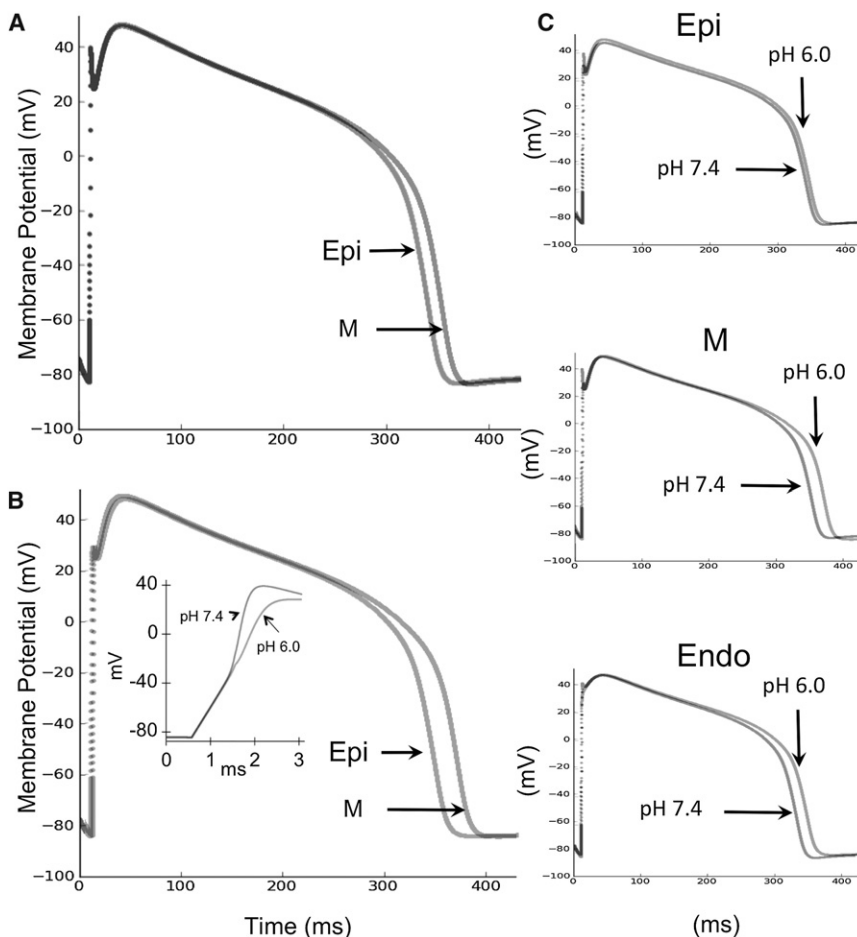 A
Membrane Potential (mV)
40
20
0
−20
−40
−60
−80
−100
Epi
M
0
100
200
300
400
B
Membrane Potential (mV)
40
20
0
−20
−40
−60
−80
−100
mV
40
0
-40
-80
pH 7.4
pH 6.0
0
1
2
3
ms
Epi
M
0
100
200
300
400
Time (ms)
C
Epi
(mV)
40
20
0
−20
−40
−60
−80
−100
pH 6.0
pH 7.4
0
100
200
300
400
M
(mV)
40
20
0
−20
−40
−60
−80
−100
pH 6.0
pH 7.4
0
100
200
300
400
Endo
(mV)
40
20
0
−20
−40
−60
−80
−100
pH 6.0
pH 7.4
0
100
200
300
400
(ms)